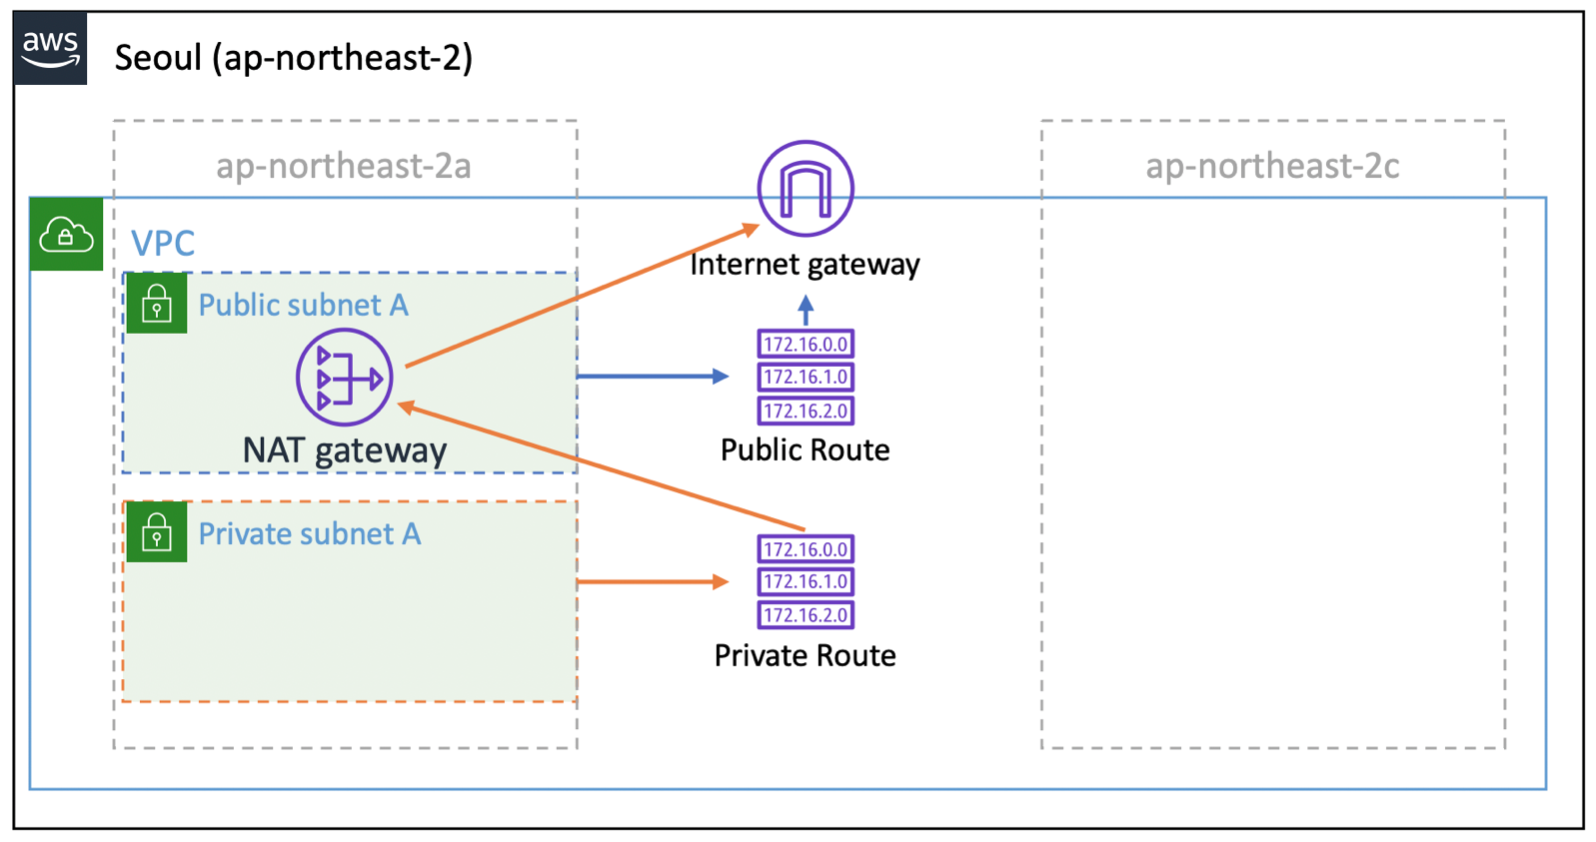 aws
Seoul (ap-northeast-2)
ap-northeast-2a
ap-northeast-2c
VPC
Public subnet A
NAT gateway
Internet gateway
172.16.0.0
172.16.1.0
172.16.2.0
Public Route
Private subnet A
172.16.0.0
172.16.1.0
172.16.2.0
Private Route